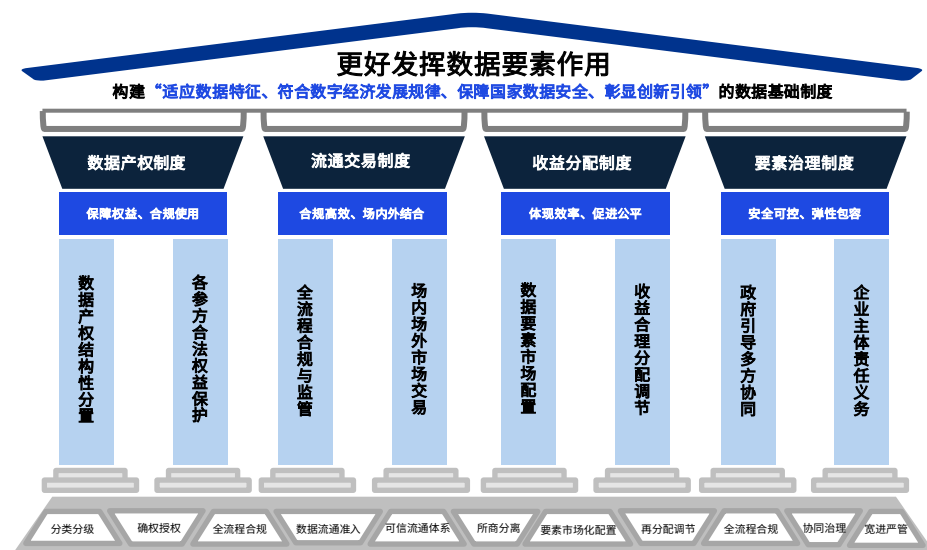 更好发挥数据要素作用
构建“适应数据特征、符合数字经济发展规律、保障国家数据安全、彰显创新引领”的数据基础制度
数据产权制度
流通交易制度
收益分配制度
要素治理制度
保障权益、合规使用
合规高效、场内外结合
体现效率、促进公平
安全可控、弹性包容
数据产权结构性分置
各参方合法权益保护
全流程合规与监管
场内场外市场交易
数据要素市场配置
收益合理分配调节
政府引导多方协同
企业主体责任义务
分类分级
确权授权
全流程合规
数据流通准入
可信流通体系
所商分离
要素市场化配置
再分配调节
全流程合规
协同治理
宽进严管